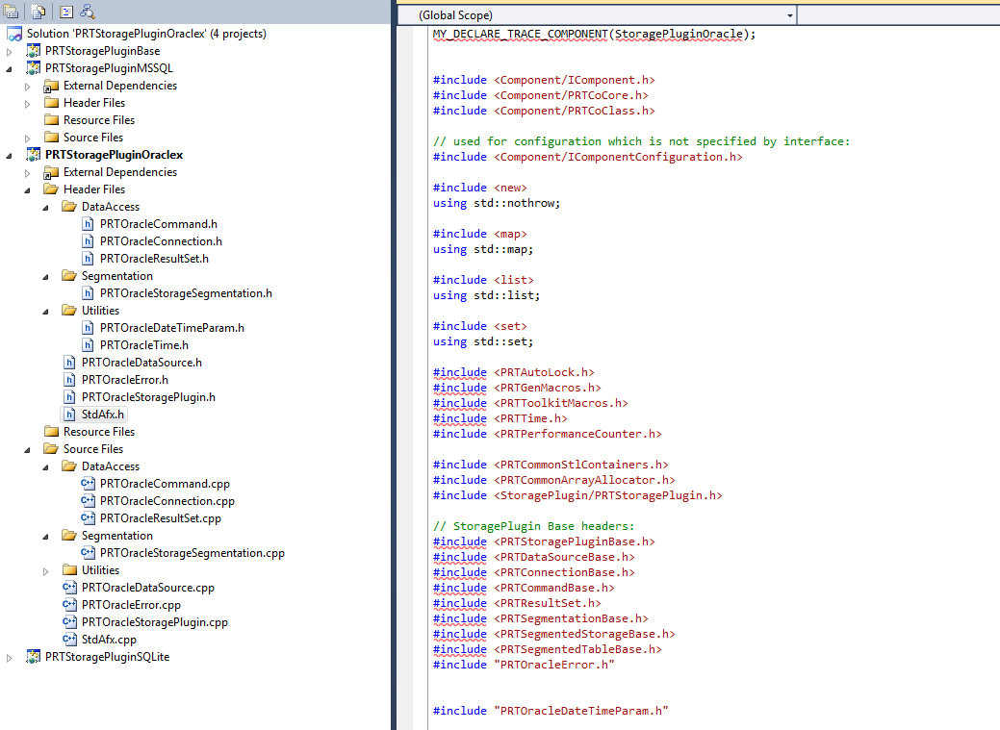 Solution 'PRTStoragePluginOraclex' (4 projects)
PRTStoragePluginBase
PRTStoragePluginMSSQL
External Dependencies
Header Files
Resource Files
Source Files
PRTStoragePluginOraclex
External Dependencies
Header Files
DataAccess
PRTOracleCommand.h
PRTOracleConnection.h
PRTOracleResultSet.h
Segmentation
PRTOracleStorageSegmentation.h
Utilities
PRTOracleDateTimeParam.h
PRTOracleTime.h
PRTOracleDataSource.h
PRTOracleError.h
PRTOracleStoragePlugin.h
StdAfx.h
Resource Files
Source Files
DataAccess
PRTOracleCommand.cpp
PRTOracleConnection.cpp
PRTOracleResultSet.cpp
Segmentation
PRTOracleStorageSegmentation.cpp
Utilities
PRTOracleDataSource.cpp
PRTOracleError.cpp
PRTOracleStoragePlugin.cpp
StdAfx.cpp
PRTStoragePluginSQLite
(Global Scope)
MY_DECLARE_TRACE_COMPONENT(StoragePluginOracle);
#include <Component/IComponent.h>
#include <Component/PRTCoCore.h>
#include <Component/PRTCoClass.h>
// used for configuration which is not specified by interface:
#include <Component/IComponentConfiguration.h>
#include <new>
using std::nothrow;
#include <map>
using std::map;
#include <list>
using std::list;
#include <set>
using std::set;
#include <PRTAutoLock.h>
#include <PRTGenMacros.h>
#include <PRTToolkitMacros.h>
#include <PRTTime.h>
#include <PRTPerformanceCounter.h>
#include <PRTCommonStlContainers.h>
#include <PRTCommonArrayAllocator.h>
#include <StoragePlugin/PRTStoragePlugin.h>
// StoragePlugin Base headers:
#include <PRTStoragePluginBase.h>
#include <PRTDataSourceBase.h>
#include <PRTConnectionBase.h>
#include <PRTCommandBase.h>
#include <PRTResultSet.h>
#include <PRTSegmentationBase.h>
#include <PRTSegmentedStorageBase.h>
#include <PRTSegmentedTableBase.h>
#include "PRTOracleError.h"
#include "PRTOracleDateTimeParam.h"